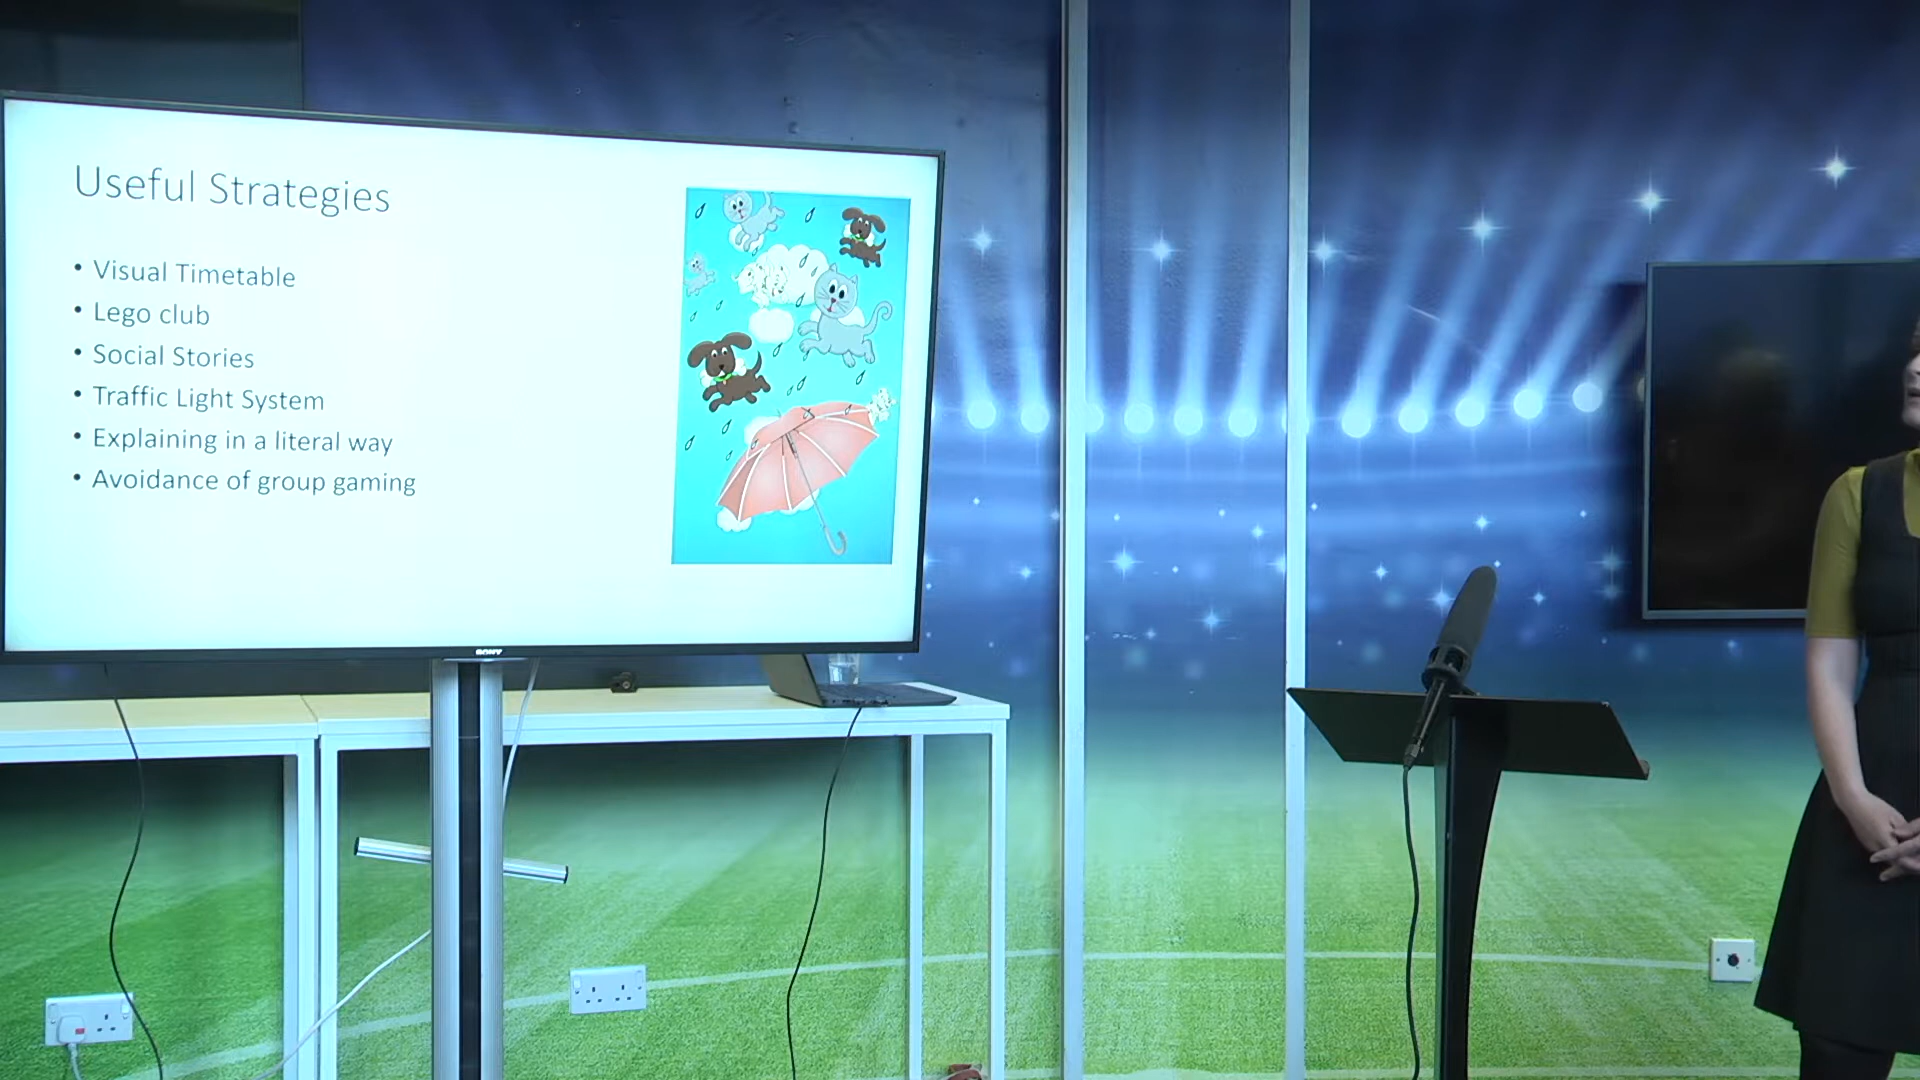 Useful Strategies
• Visual Timetable
• Lego club
• Social Stories
• Traffic Light System
• Explaining in a literal way
• Avoidance of group gaming
SONY